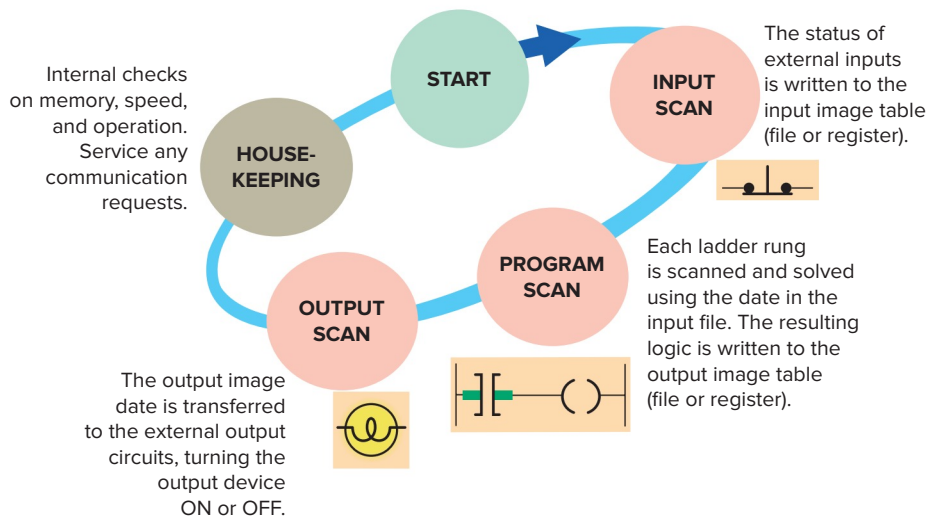 START
INPUT
SCAN
The status of
external inputs
is written to the
input image table
(file or register).
PROGRAM
SCAN
Each ladder rung
is scanned and solved
using the date in the
input file. The resulting
logic is written to the
output image table
(file or register).
OUTPUT
SCAN
The output image
date is transferred
to the external output
circuits, turning the
output device
ON or OFF.
HOUSE-
KEEPING
Internal checks
on memory, speed,
and operation.
Service any
communication
requests.